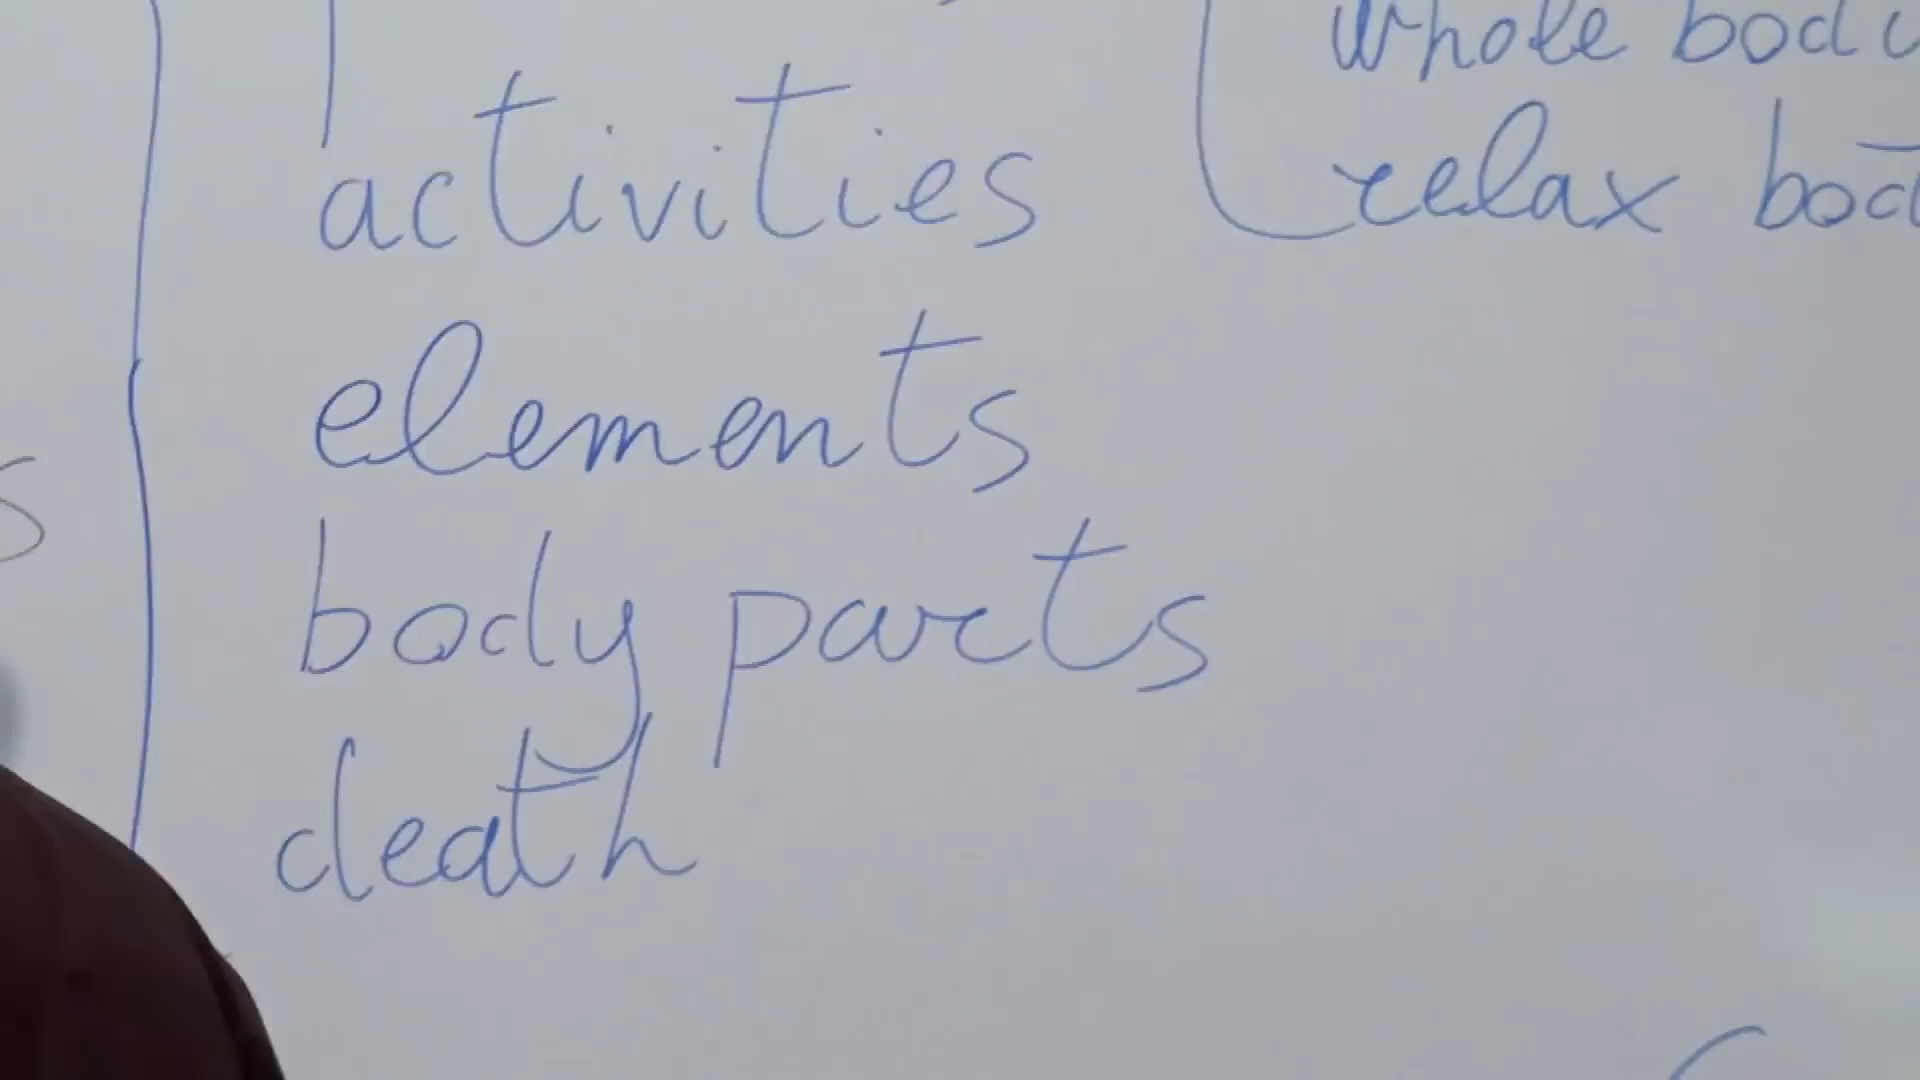 whole
relax
activities
elements
body parts
death